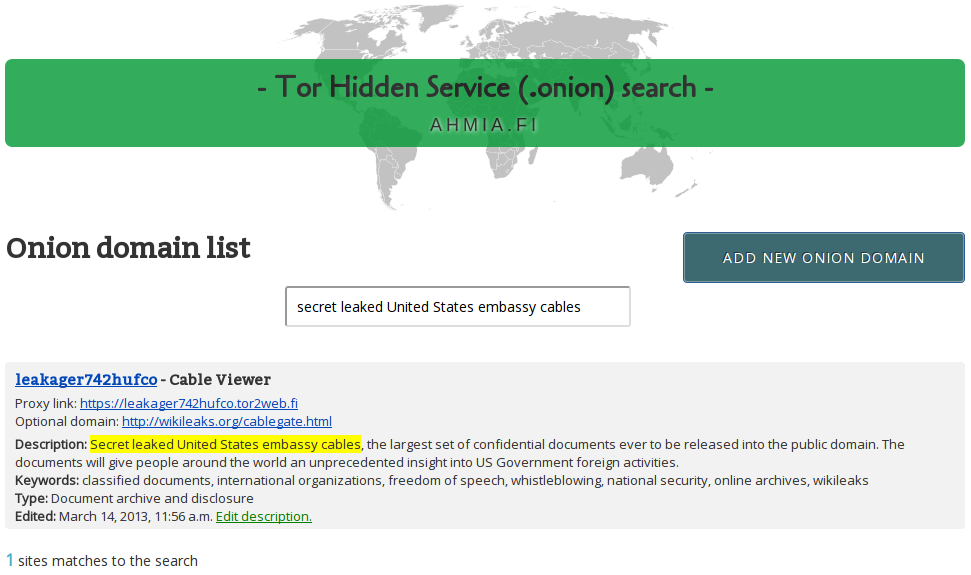 - Tor Hidden Service (.onion) search -
AHMIA.FI
Onion domain list
ADD NEW ONION DOMAIN
secret leaked United States embassy cables
leakager742hufco - Cable Viewer
Proxy link: https://leakager742hufco.tor2web.fi
Optional domain: http://wikileaks.org/cablegate.html
Description: Secret leaked United States embassy cables, the largest set of confidential documents ever to be released into the public domain. The
documents will give people around the world an unprecedented insight into US Government foreign activities.
Keywords: classified documents, international organizations, freedom of speech, whistleblowing, national security, online archives, wikileaks
Type: Document archive and disclosure
Edited: March 14, 2013, 11:56 a.m. Edit description.
1 sites matches to the search